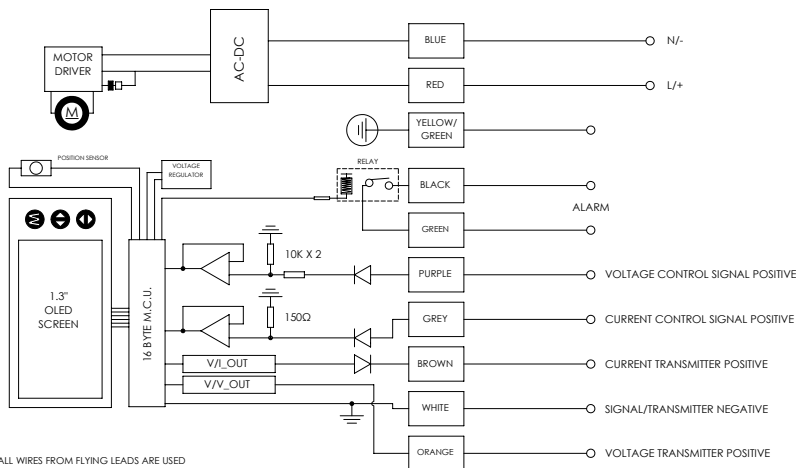 MOTOR
DRIVER
M
AC-DC
BLUE
N/-
RED
L/+
YELLOW/
GREEN
POSITION SENSOR
VOLTAGE
REGULATOR
RELAY
BLACK
ALARM
GREEN
M
10K X 2
PURPLE
VOLTAGE CONTROL SIGNAL POSITIVE
1.3"
OLED
SCREEN
16 BYTE M.C.U.
150Ω
GREY
CURRENT CONTROL SIGNAL POSITIVE
V/I_OUT
BROWN
CURRENT TRANSMITTER POSITIVE
V/V_OUT
WHITE
SIGNAL/TRANSMITTER NEGATIVE
ORANGE
VOLTAGE TRANSMITTER POSITIVE
ALL WIRES FROM FLYING LEADS ARE USED